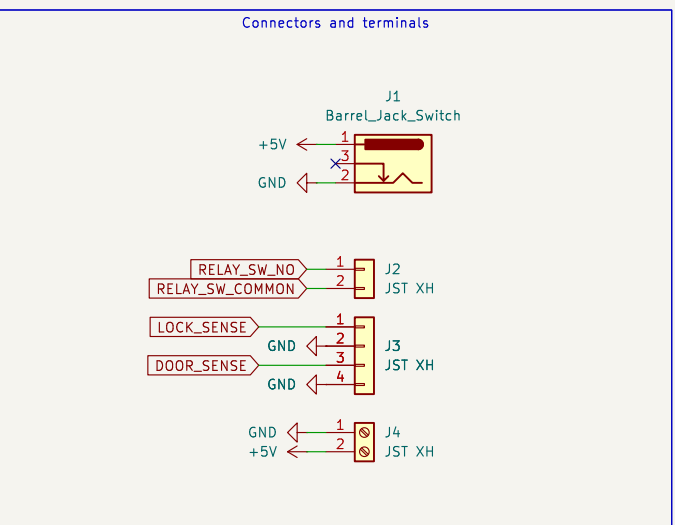 Connectors and terminals
J1
Barrel_Jack_Switch
+5V 1
3
GND 2
RELAY_SW_NO 1 J2
RELAY_SW_COMMON 2 JST XH
LOCK_SENSE 1
GND 2 J3
DOOR_SENSE 3 JST XH
GND 4
GND 1 J4
+5V 2 JST XH